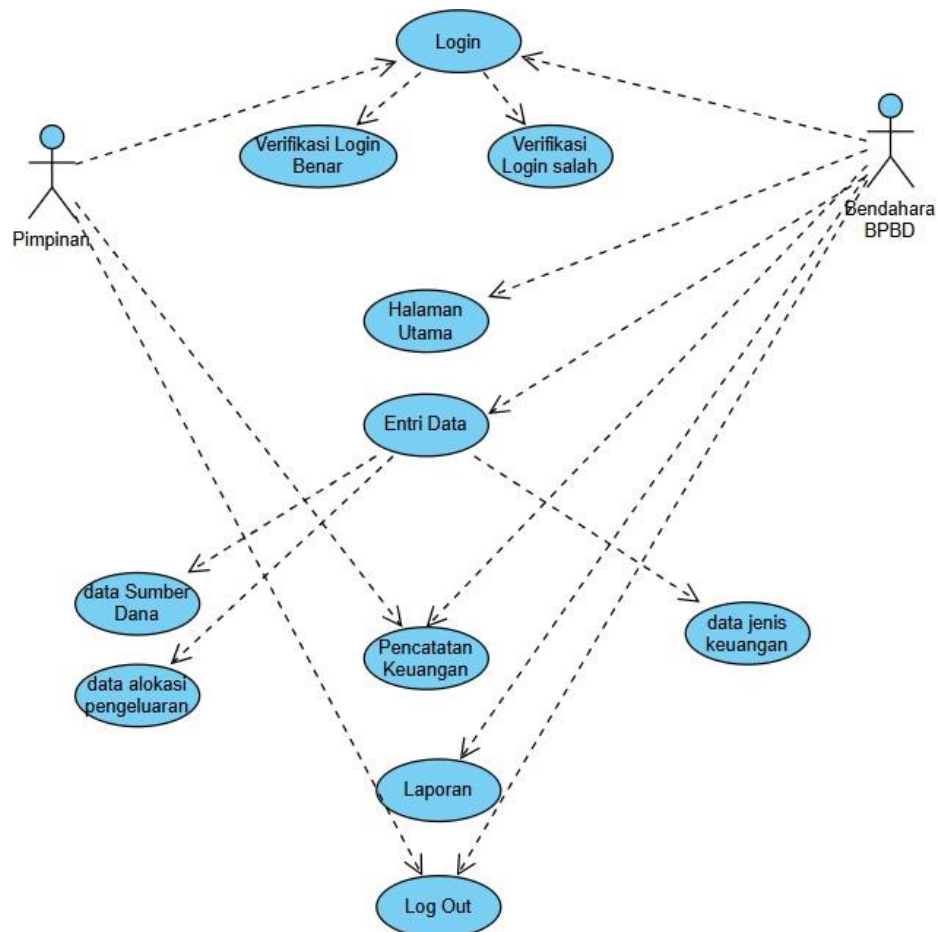 Login
Verifikasi Login
Benar
Verifikasi
Login salah
Pimpinan
Bendahara
BPBD
Halaman
Utama
Entri Data
data Sumber
Dana
Pencatatan
Keuangan
data jenis
keuangan
data alokasi
pengeluaran
Laporan
Log Out